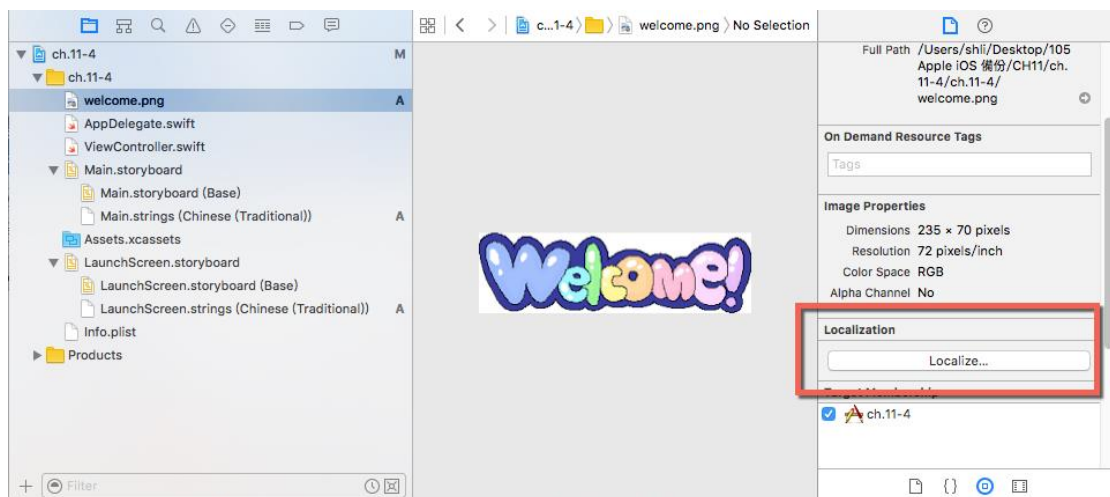 c...1-4
welcome.png
No Selection
ch.11-4
M
ch.11-4
welcome.png
A
AppDelegate.swift
ViewController.swift
Main.storyboard
Main.storyboard (Base)
Main.strings (Chinese (Traditional))
A
Assets.xcassets
LaunchScreen.storyboard
LaunchScreen.storyboard (Base)
LaunchScreen.strings (Chinese (Traditional))
A
Info.plist
Products
Filter
Welcome!
Full Path /Users/shli/Desktop/105
Apple iOS 備份/CH11/ch.
11-4/ch.11-4/
welcome.png
On Demand Resource Tags
Tags
Image Properties
Dimensions 235 × 70 pixels
Resolution 72 pixels/inch
Color Space RGB
Alpha Channel No
Localization
Localize...
Target Membership
ch.11-4